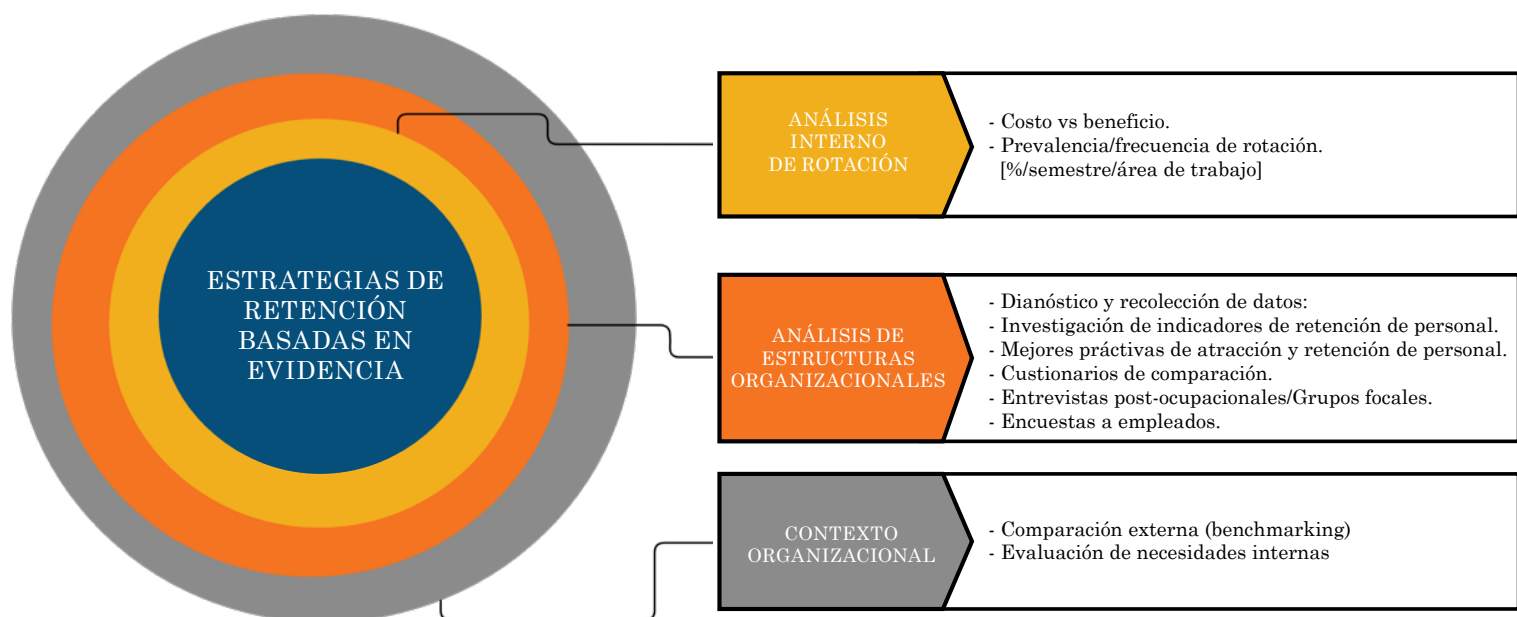 ESTRATEGIAS DE
RETENCIÓN
BASADAS EN
EVIDENCIA
ANÁLISIS
INTERNO
DE ROTACIÓN
- Costo vs beneficio.
- Prevalencia/frecuencia de rotación.
[%/semestre/área de trabajo]
ANÁLISIS DE
ESTRUCTURAS
ORGANIZACIONALES
- Dianóstico y recolección de datos:
- Investigación de indicadores de retención de personal.
- Mejores práctivas de atracción y retención de personal.
- Custionarios de comparación.
- Entrevistas post-ocupacionales/Grupos focales.
- Encuestas a empleados.
CONTEXTO
ORGANIZACIONAL
- Comparación externa (benchmarking)
- Evaluación de necesidades internas